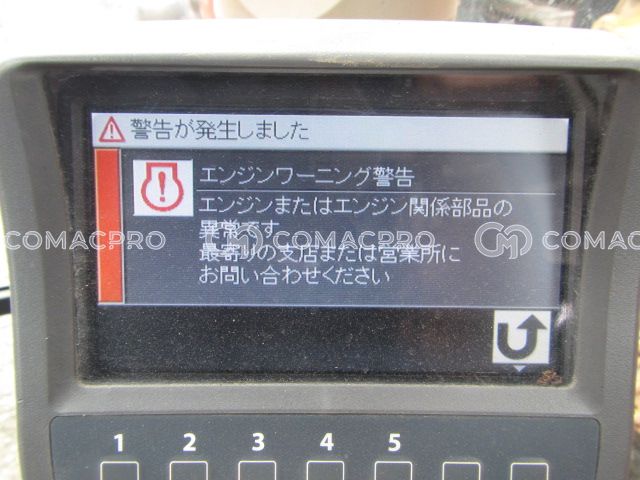 警告が発生しました
エンジンワーニング警告
エンジンまたはエンジン関係部品の
異常です
最寄りの支店または営業所に
お問い合わせください
COMACPRO
COMACPRO
COMAC
1 2 3 4 5